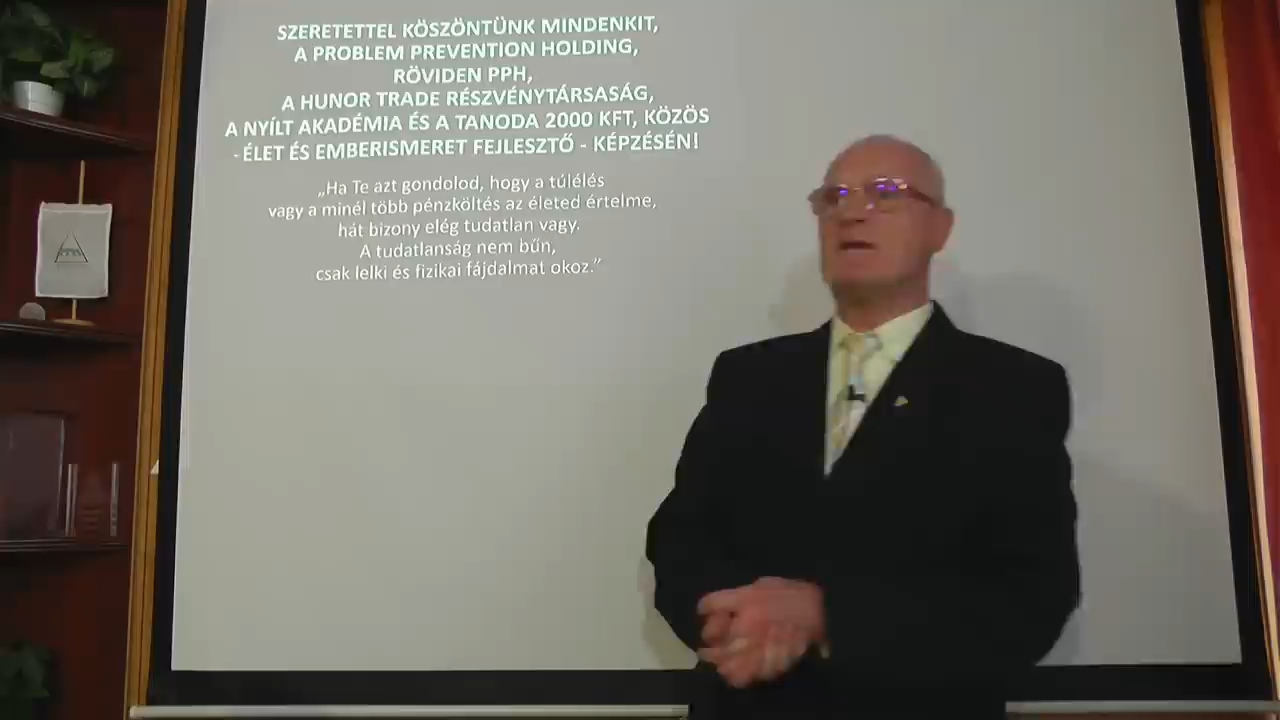 SZERETETTEL KÖSZÖNTÜNK MINDENKIT,
A PROBLEM PREVENTION HOLDING,
RÖVIDEN PPH,
A HUNOR TRADE RÉSZVÉNYTÁRSASÁG,
A NYÍLT AKADÉMIA ÉS A TANODA 2000 KFT, KÖZÖS
- ÉLET ÉS EMBERISMERET FEJLESZTŐ - KÉPZÉSÉN!
„Ha Te azt gondolod, hogy a túlélés
vagy a minél több pénzköltés az életed értelme,
hát bizony elég tudatlan vagy.
A tudatlanság nem bűn,
csak lelki és fizikai fájdalmat okoz.”